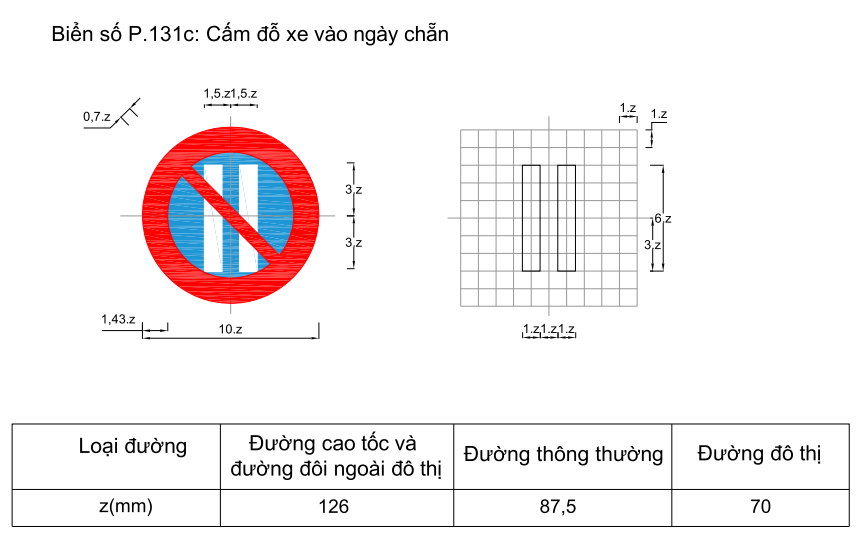 Biển số P.131c: Cấm đỗ xe vào ngày chẵn
1,5.z 1,5.z
0,7.z
1.z
1.z
3,z
3,z
6,z
3,z
1,43.z
10.z
1.z 1.z 1.z
Loại đường
Đường cao tốc và
đường đôi ngoài đô thị
Đường thông thường
Đường đô thị
z(mm)
126
87,5
70